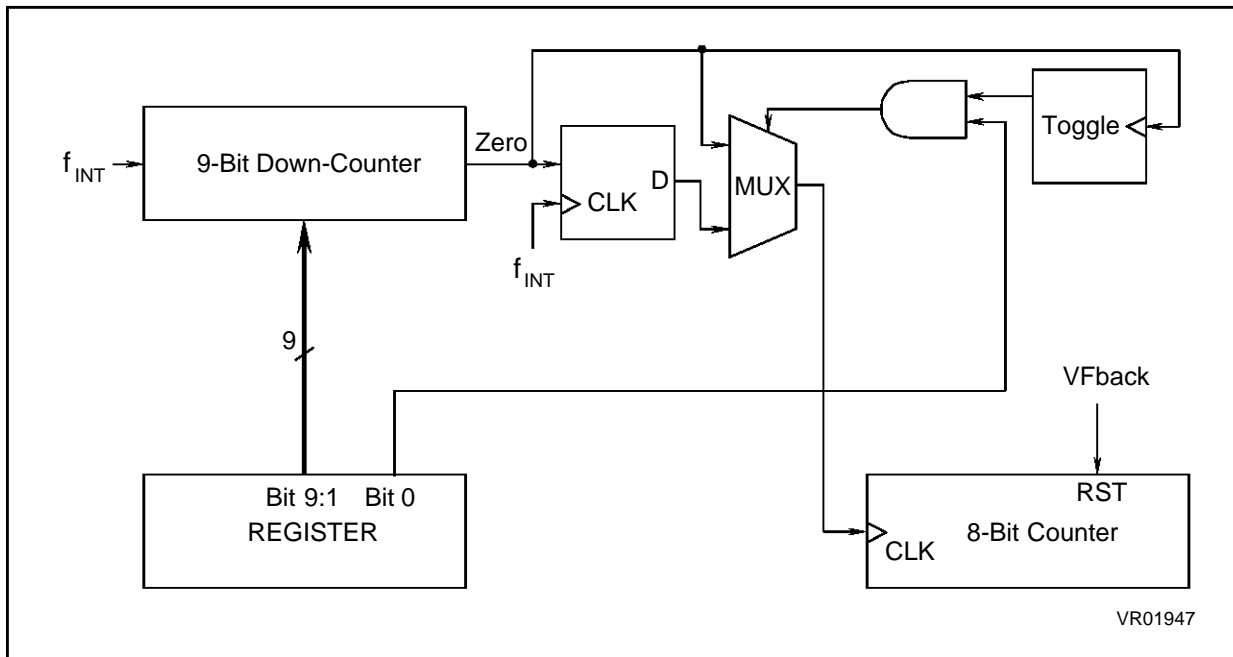 Zero
Toggle
f INT
9-Bit Down-Counter
D
MUX
CLK
f INT
9
VFback
Bit 9:1
Bit 0
RST
REGISTER
8-Bit Counter
CLK
VR01947